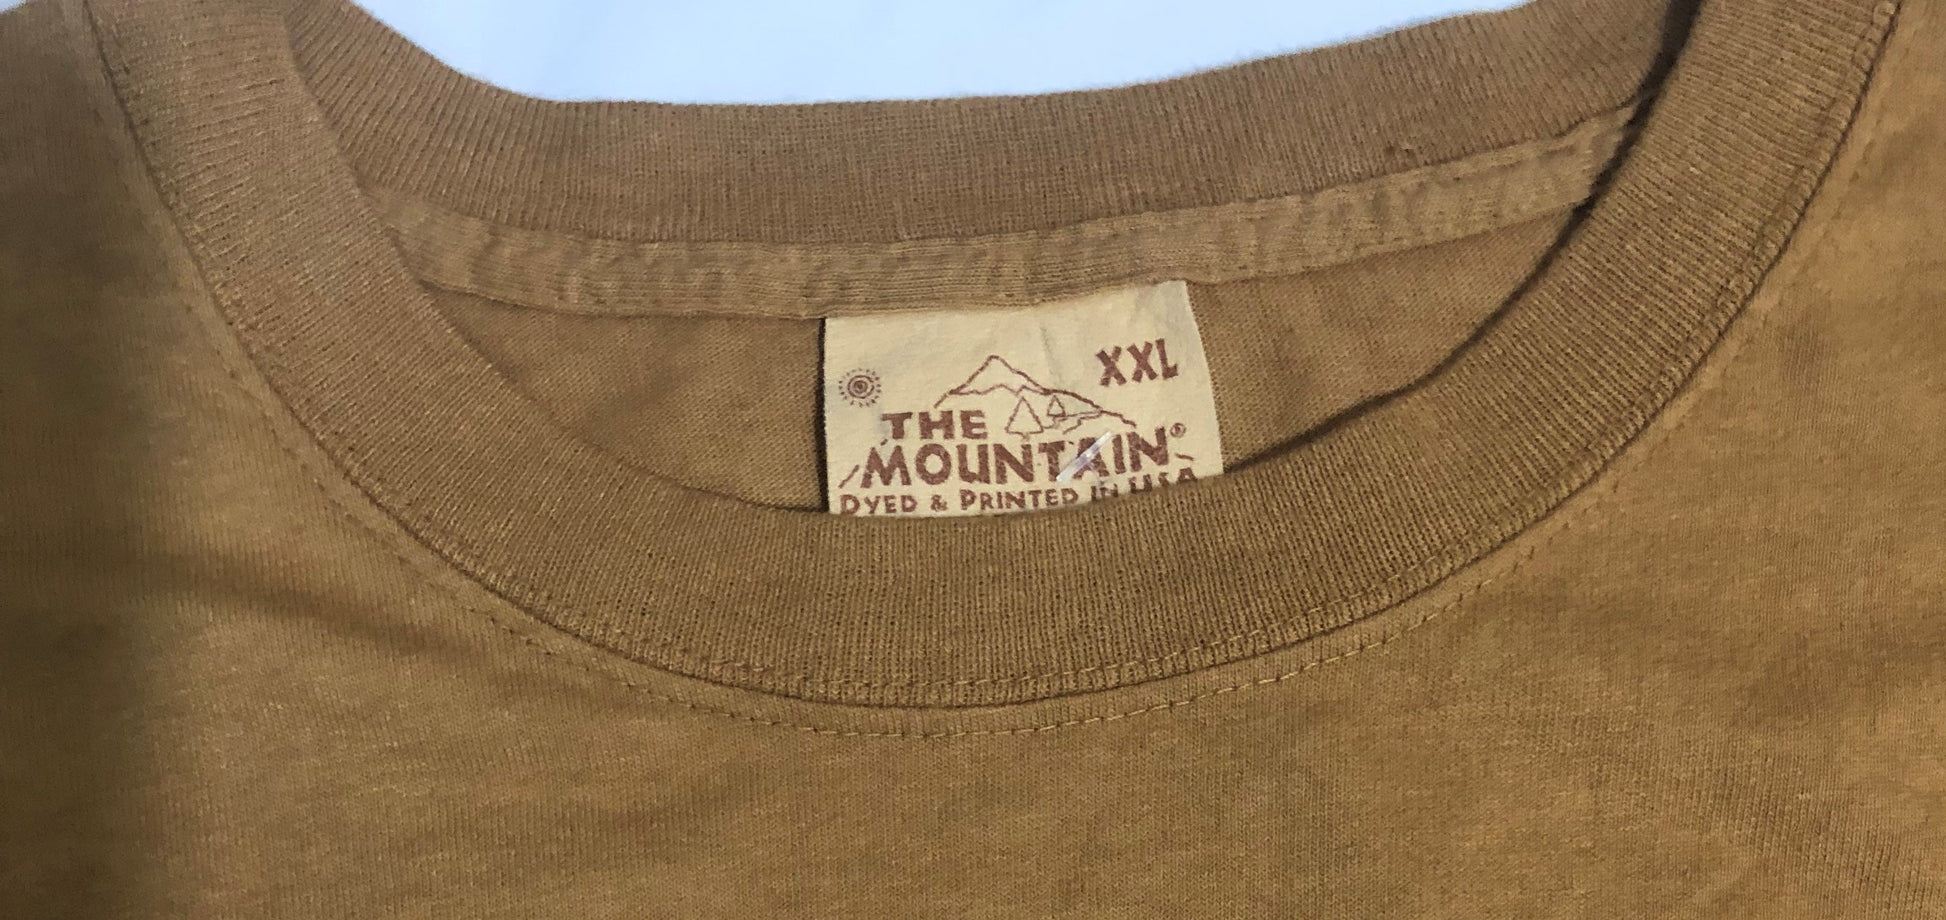 XXL
THE
MOUNTAIN®
DYED & PRINTED IN USA